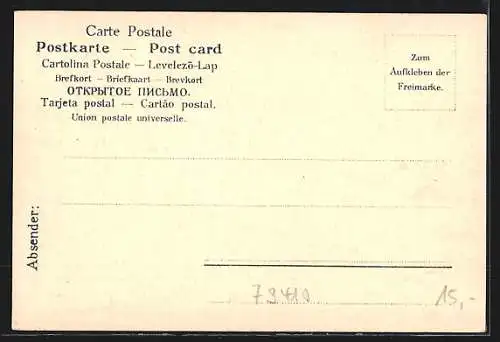 Carte Postale
Postkarte — Post card
Cartolina Postale — Levelezö-Lap
Brefkort — Briefkaart — Brevkort
ОТКРЫТОЕ ПИСЬМО.
Tarjeta postal — Cartão postal.
Union postale universelle.
Zum
Aufkleben der
Freimarke.
Absender:
15,-